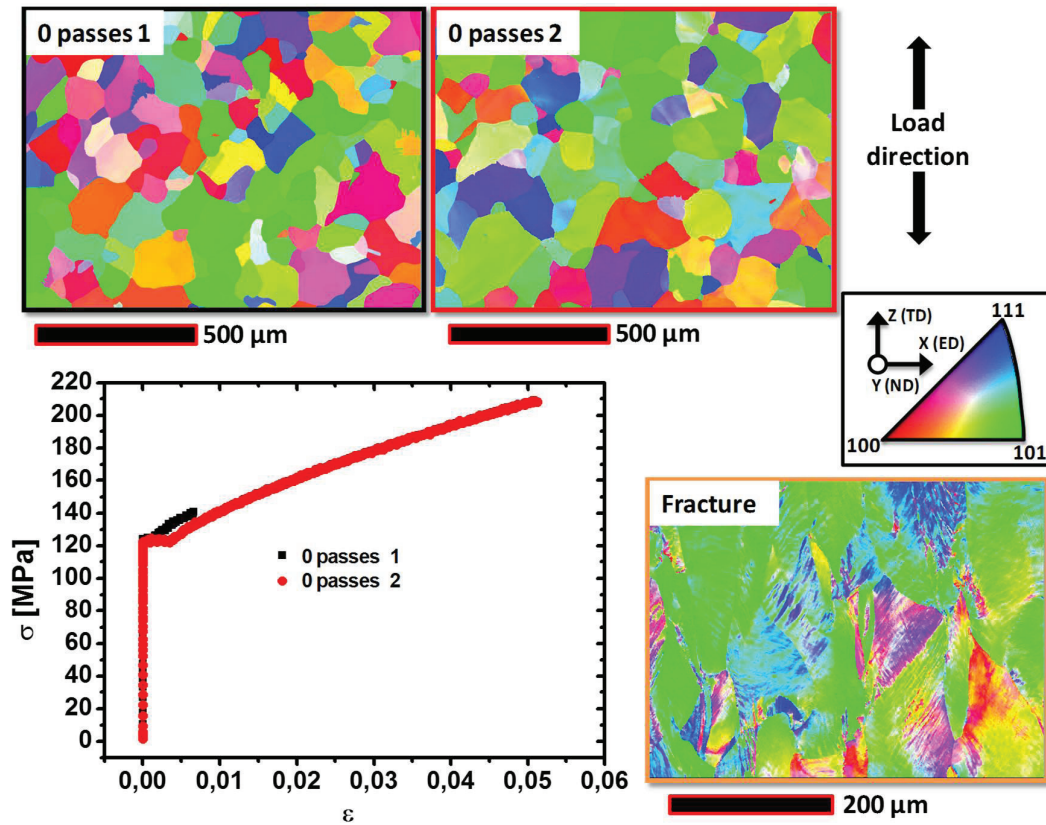 0 passes 1
0 passes 2
Load
direction
500 µm
500 µm
111
Z (TD)
X (ED)
Y (ND)
100
101
220
200
180
160
140
120
100
80
60
40
20
0
σ [MPa]
0 passes 1
0 passes 2
0,00
0,01
0,02
0,03
0,04
0,05
0,06
ε
Fracture
200 µm